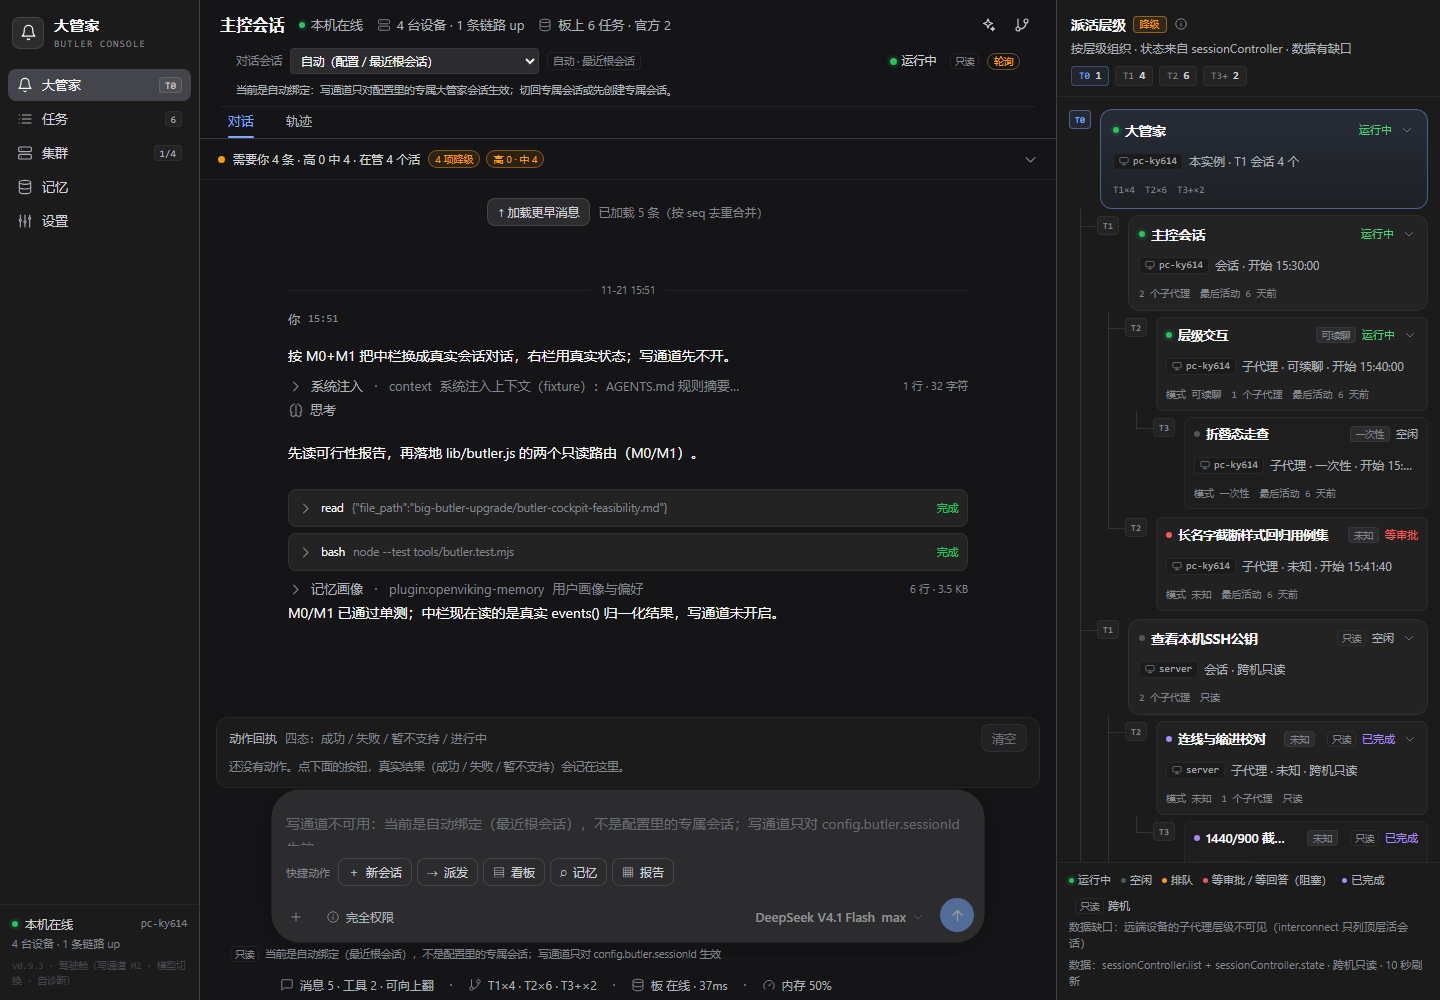 大管家
BUTLER CONSOLE
大管家 T0
任务 6
集群 1/4
记忆
设置
本机在线 pc-ky614
4 台设备 · 1 条链路 up
v0.9.3 · 驾驶舱（写通道 M2 · 模型切换 · 自诊断）
主控会话 本机在线 4 台设备 · 1 条链路 up 板上 6 任务 · 官方 2
对话会话 自动（配置 / 最近根会话） 自动 · 最近根会话 运行中 只读 轮询
当前是自动绑定：写通道只对配置里的专属大管家会话生效；切回专属会话或先创建专属会话。
对话 轨迹
需要你 4 条 · 高 0 中 4 · 在管 4 个活 4 项降级 高 0 · 中 4
↑ 加载更早消息 已加载 5 条（按 seq 去重合并）
11-21 15:51
你 15:51
按 M0+M1 把中栏换成真实会话对话，右栏用真实状态；写通道先不开。
系统注入 · context 系统注入上下文（fixture）：AGENTS.md 规则摘要… 1 行 · 32 字符
思考
先读可行性报告，再落地 lib/butler.js 的两个只读路由（M0/M1）。
read {"file_path":"big-butler-upgrade/butler-cockpit-feasibility.md"} 完成
bash node --test tools/butler.test.mjs 完成
记忆画像 · plugin:openviking-memory 用户画像与偏好 6 行 · 3.5 KB
M0/M1 已通过单测；中栏现在读的是真实 events() 归一化结果，写通道未开启。
动作回执 四态：成功 / 失败 / 暂不支持 / 进行中 清空
还没有动作。点下面的按钮，真实结果（成功 / 失败 / 暂不支持）会记在这里。
写通道不可用：当前是自动绑定（最近根会话），不是配置里的专属会话；写通道只对 config.butler.sessionId
生效
快捷动作 + 新会话 派发 看板 记忆 报告
+ 完全权限 DeepSeek V4.1 Flash max
只读 当前是自动绑定（最近根会话），不是配置里的专属会话；写通道只对 config.butler.sessionId 生效
消息 5 · 工具 2 · 可向上翻 · T1×4 · T2×6 · T3+×2 · 板 在线 · 37ms · 内存 50%
派活层级 降级
按层级组织 · 状态来自 sessionController · 数据有缺口
T0 1 T1 4 T2 6 T3+ 2
T0 大管家 运行中
pc-ky614 本实例 · T1 会话 4 个
T1×4 T2×6 T3+×2
T1 主控会话 运行中
pc-ky614 会话 · 开始 15:30:00
2 个子代理 最后活动 6 天前
T2 层级交互 可续聊 运行中
pc-ky614 子代理 · 可续聊 · 开始 15:40:00
模式 可续聊 1 个子代理 最后活动 6 天前
T3 折叠态走查 一次性 空闲
pc-ky614 子代理 · 一次性 · 开始 15:…
模式 一次性 最后活动 6 天前
T2 长名字截断样式回归用例集 未知 等审批
pc-ky614 子代理 · 未知 · 开始 15:41:40
模式 未知 最后活动 6 天前
T1 查看本机SSH公钥 只读 空闲
server 会话 · 跨机只读
2 个子代理 只读
T2 连线与缩进校对 未知 只读 已完成
server 子代理 · 未知 · 跨机只读
模式 未知 1 个子代理 只读
T3 1440/900 截… 未知 只读 已完成
运行中 空闲 排队 等审批 / 等回答（阻塞） 已完成
只读 跨机
数据缺口：远端设备的子代理层级不可见（interconnect 只列顶层活会
话）
数据：sessionController.list + sessionController.state · 跨机只读 · 10 秒刷
新